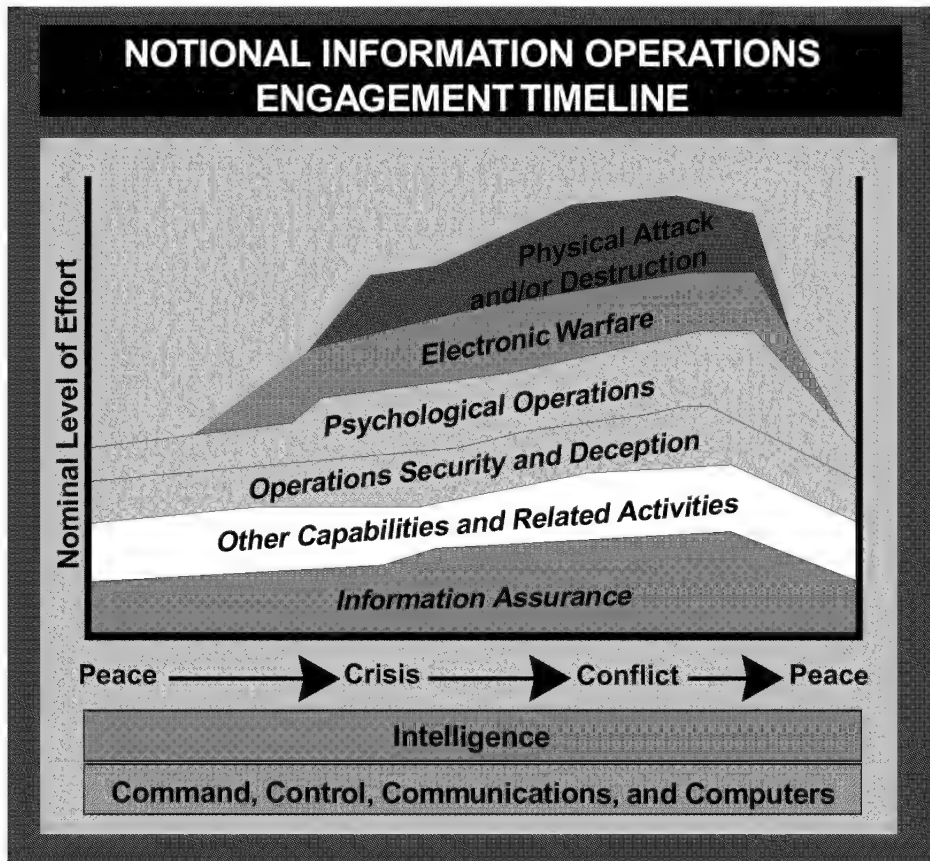 NOTIONAL INFORMATION OPERATIONS
ENGAGEMENT TIMELINE
Nominal Level of Effort
Physical Attack
and/or Destruction
Electronic Warfare
Psychological Operations
Operations Security and Deception
Other Capabilities and Related Activities
Information Assurance
Peace Crisis Conflict Peace
Intelligence
Command, Control, Communications, and Computers